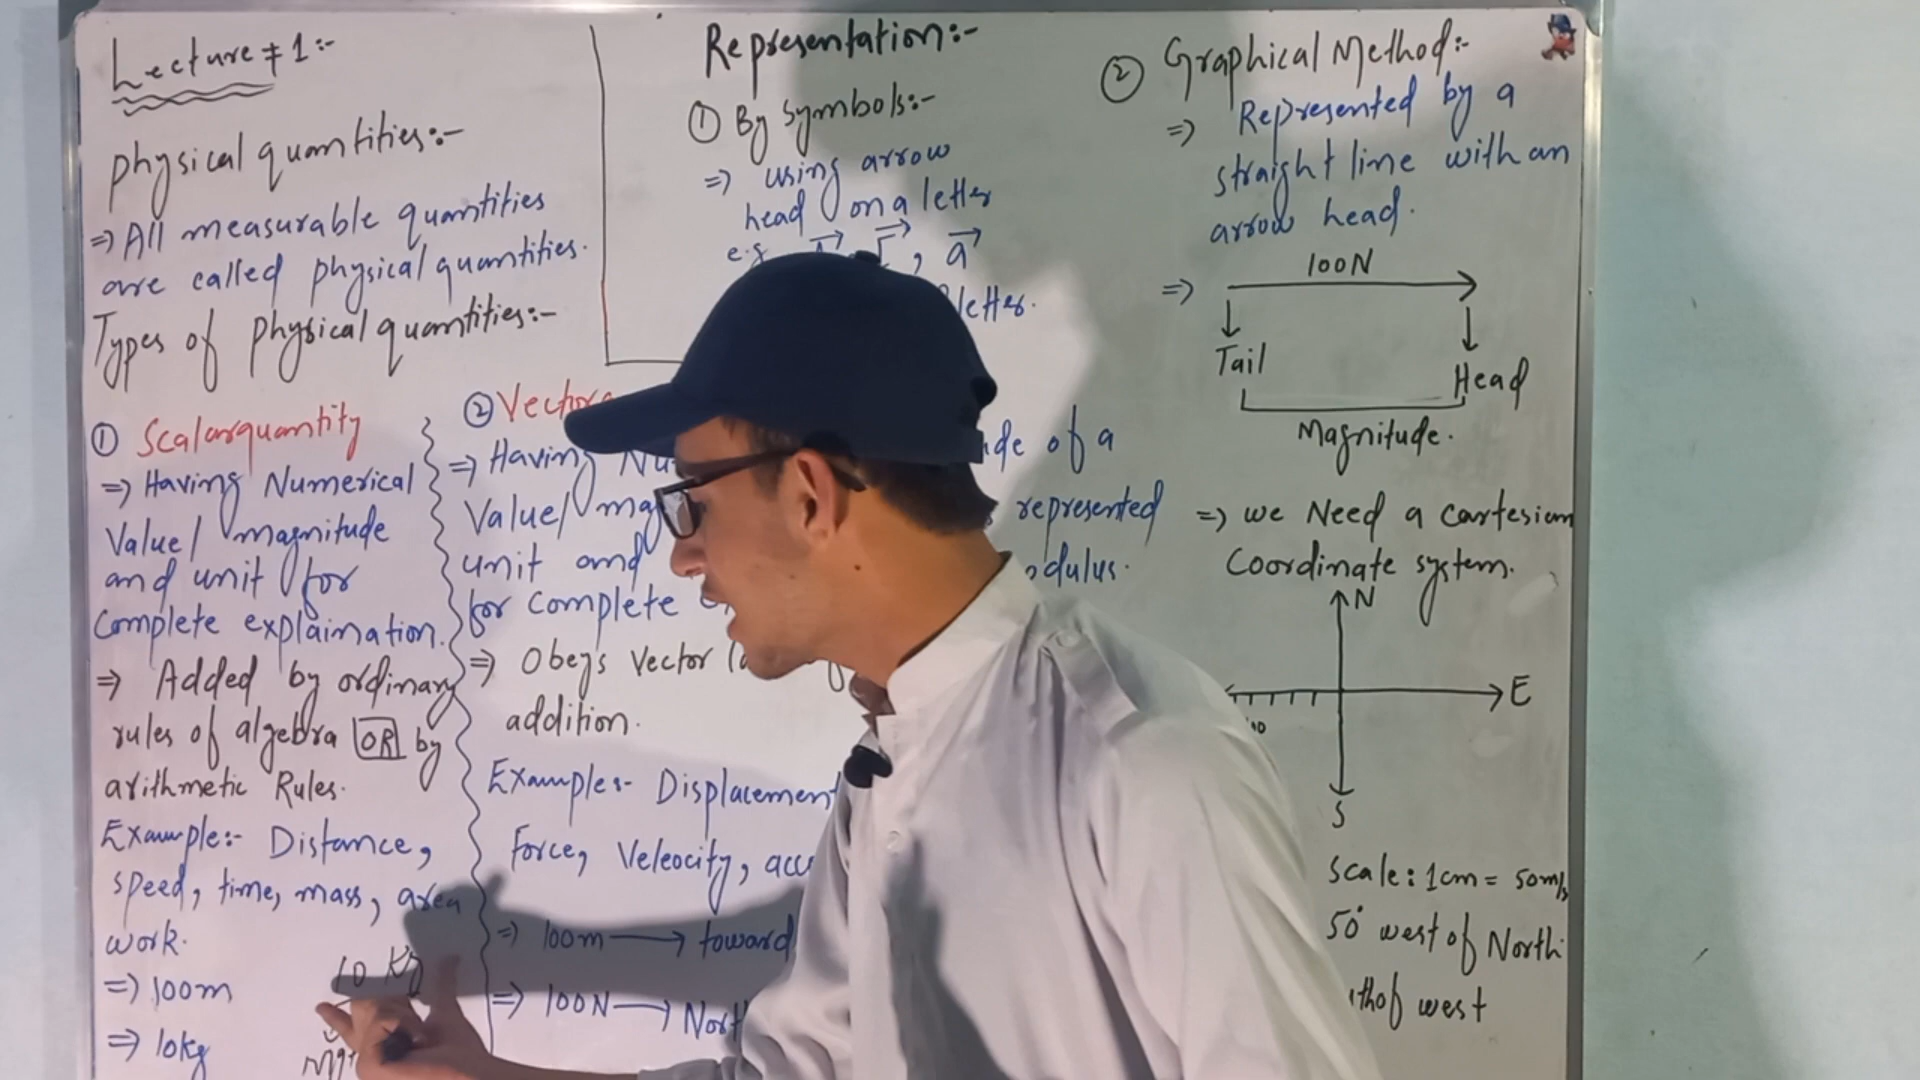 Lecture # 1:-
Physical quantities:-
=> All measurable quantities
are called physical quantities.
Types of Physical quantities:-
① Scalar quantity
=> Having Numerical
Value/ magnitude
and unit for
Complete explaination.
=> Added by ordinary
rules of algebra OR by
arithmetic Rules.
Example:- Distance,
speed, time, mass, area
work.
=> 100m
=> 10kg
10 Kg
② Vector
=> Having
Value/
unit and
for complete
=> Obeys vector
addition.
Examples- Displacement
force, Veleocity,
=> 100m → toward
=> 100N →
Representation:-
① By Symbols:-
=> using arrow
head on a letter
e.g
, a
letter.
of a
represented
② Graphical Method:-
=> Represented by a
straight line with an
arrow head.
=> 100N
Tail
Head
Magnitude.
=> we Need a cartesian
Coordinate system.
N
E
S
Scale: 1cm = 50m/s
50° west of North
west